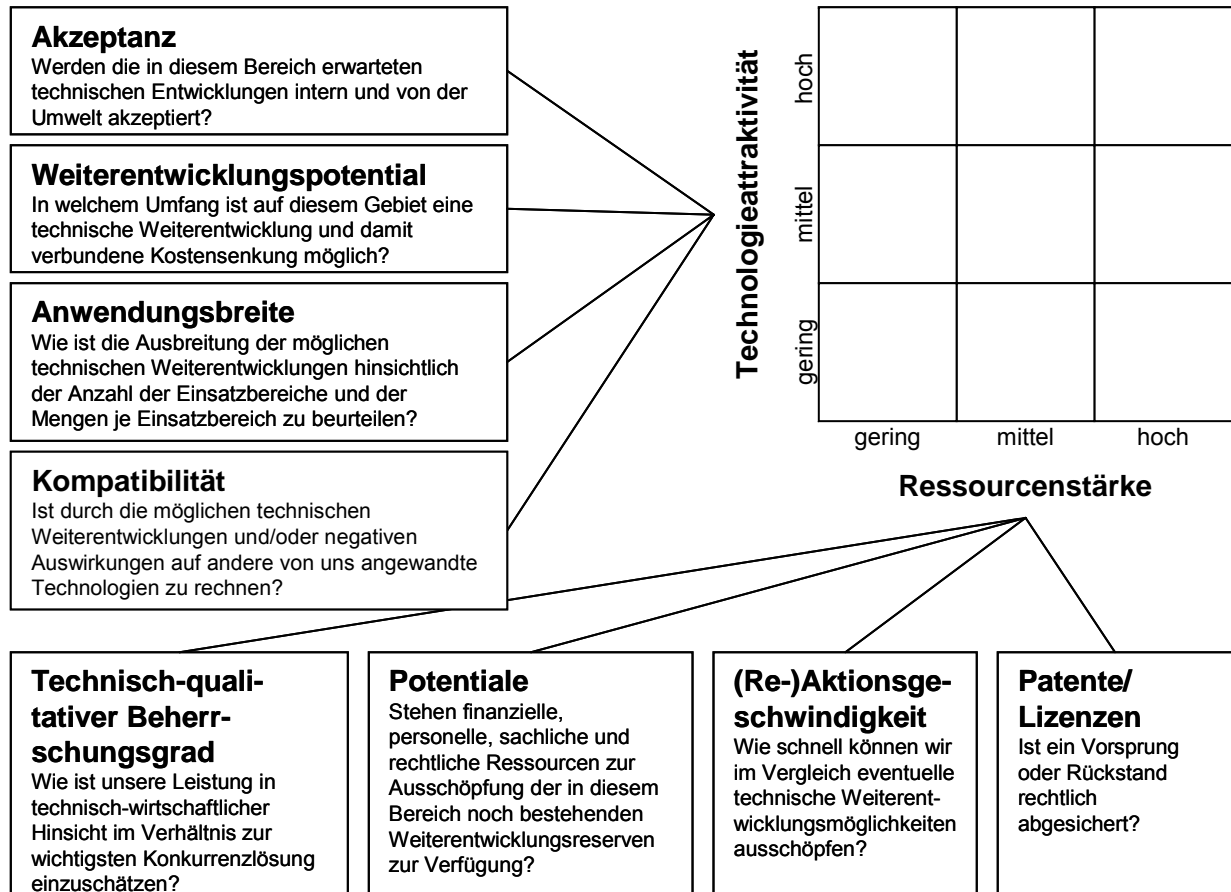 Akzeptanz
Werden die in diesem Bereich erwarteten
technischen Entwicklungen intern und von der
Umwelt akzeptiert?
Weiterentwicklungspotential
In welchem Umfang ist auf diesem Gebiet eine
technische Weiterentwicklung und damit
verbundene Kostensenkung möglich?
Anwendungsbreite
Wie ist die Ausbreitung der möglichen
technischen Weiterentwicklungen hinsichtlich
der Anzahl der Einsatzbereiche und der
Mengen je Einsatzbereich zu beurteilen?
Kompatibilität
Ist durch die möglichen technischen
Weiterentwicklungen und/oder negativen
Auswirkungen auf andere von uns angewandte
Technologien zu rechnen?
Technologieattraktivität
hoch
mittel
gering
gering mittel hoch
Ressourcenstärke
Technisch-quali-
tativer Beherr-
schungsgrad
Wie ist unsere Leistung in
technisch-wirtschaftlicher
Hinsicht im Verhältnis zur
wichtigsten Konkurrenzlösung
einzuschätzen?
Potentiale
Stehen finanzielle,
personelle, sachliche und
rechtliche Ressourcen zur
Ausschöpfung der in diesem
Bereich noch bestehenden
Weiterentwicklungsreserven
zur Verfügung?
(Re-)Aktionsge-
schwindigkeit
Wie schnell können wir
im Vergleich eventuelle
technische Weiterent-
wicklungsmöglichkeiten
ausschöpfen?
Patente/
Lizenzen
Ist ein Vorsprung
oder Rückstand
rechtlich
abgesichert?